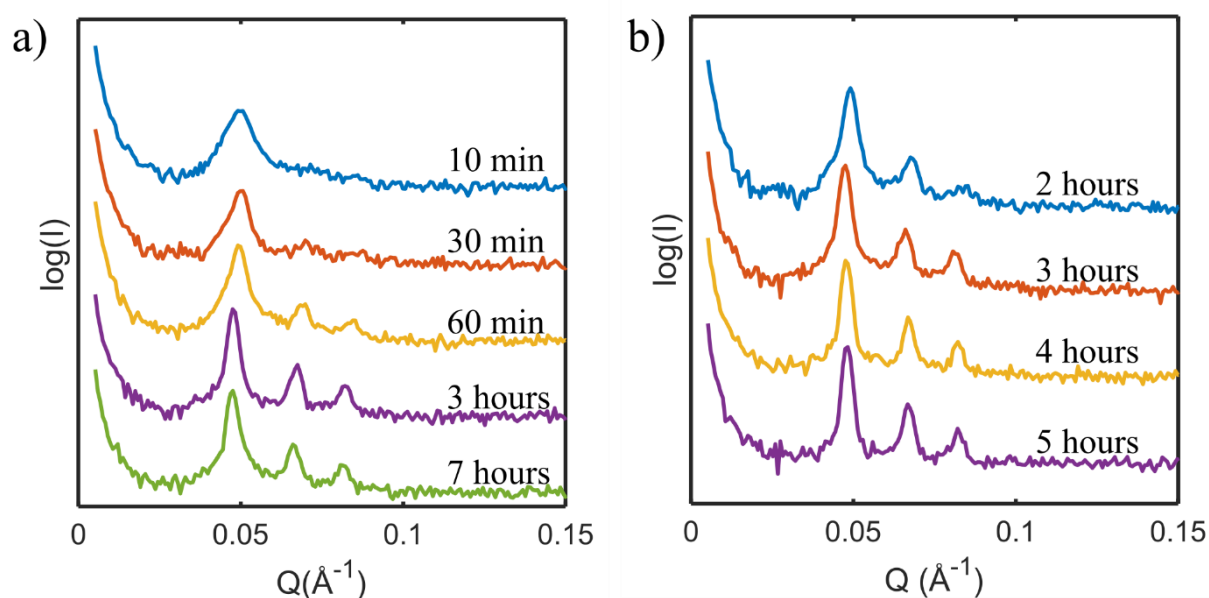 a)
log(I)
10 min
30 min
60 min
3 hours
7 hours
0 0.05 0.1 0.15
Q(Å⁻¹)
b)
log(I)
2 hours
3 hours
4 hours
5 hours
0 0.05 0.1 0.15
Q (Å⁻¹)